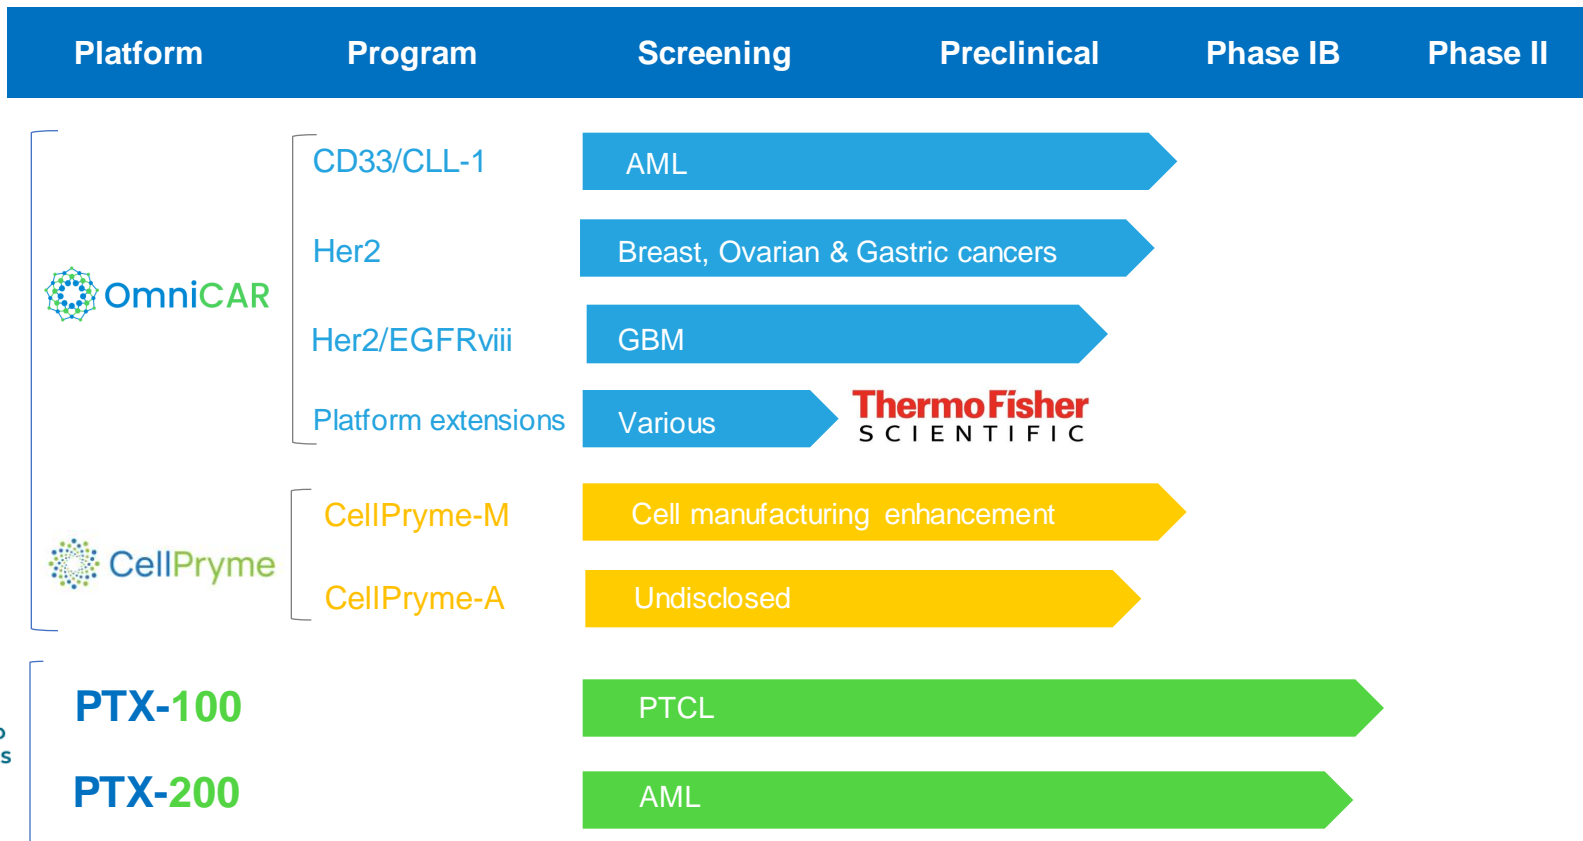 Platform Program Screening Preclinical Phase IB Phase II
CD33/CLL-1 AML
Her2 Breast, Ovarian & Gastric cancers
OmniCAR
Her2/EGFRviii GBM
Platform extensions Various
ThermoFisher
SCIENTIFIC
CellPryme-M Cell manufacturing enhancement
CellPryme
CellPryme-A Undisclosed
PTX-100 PTCL
PTX-200 AML